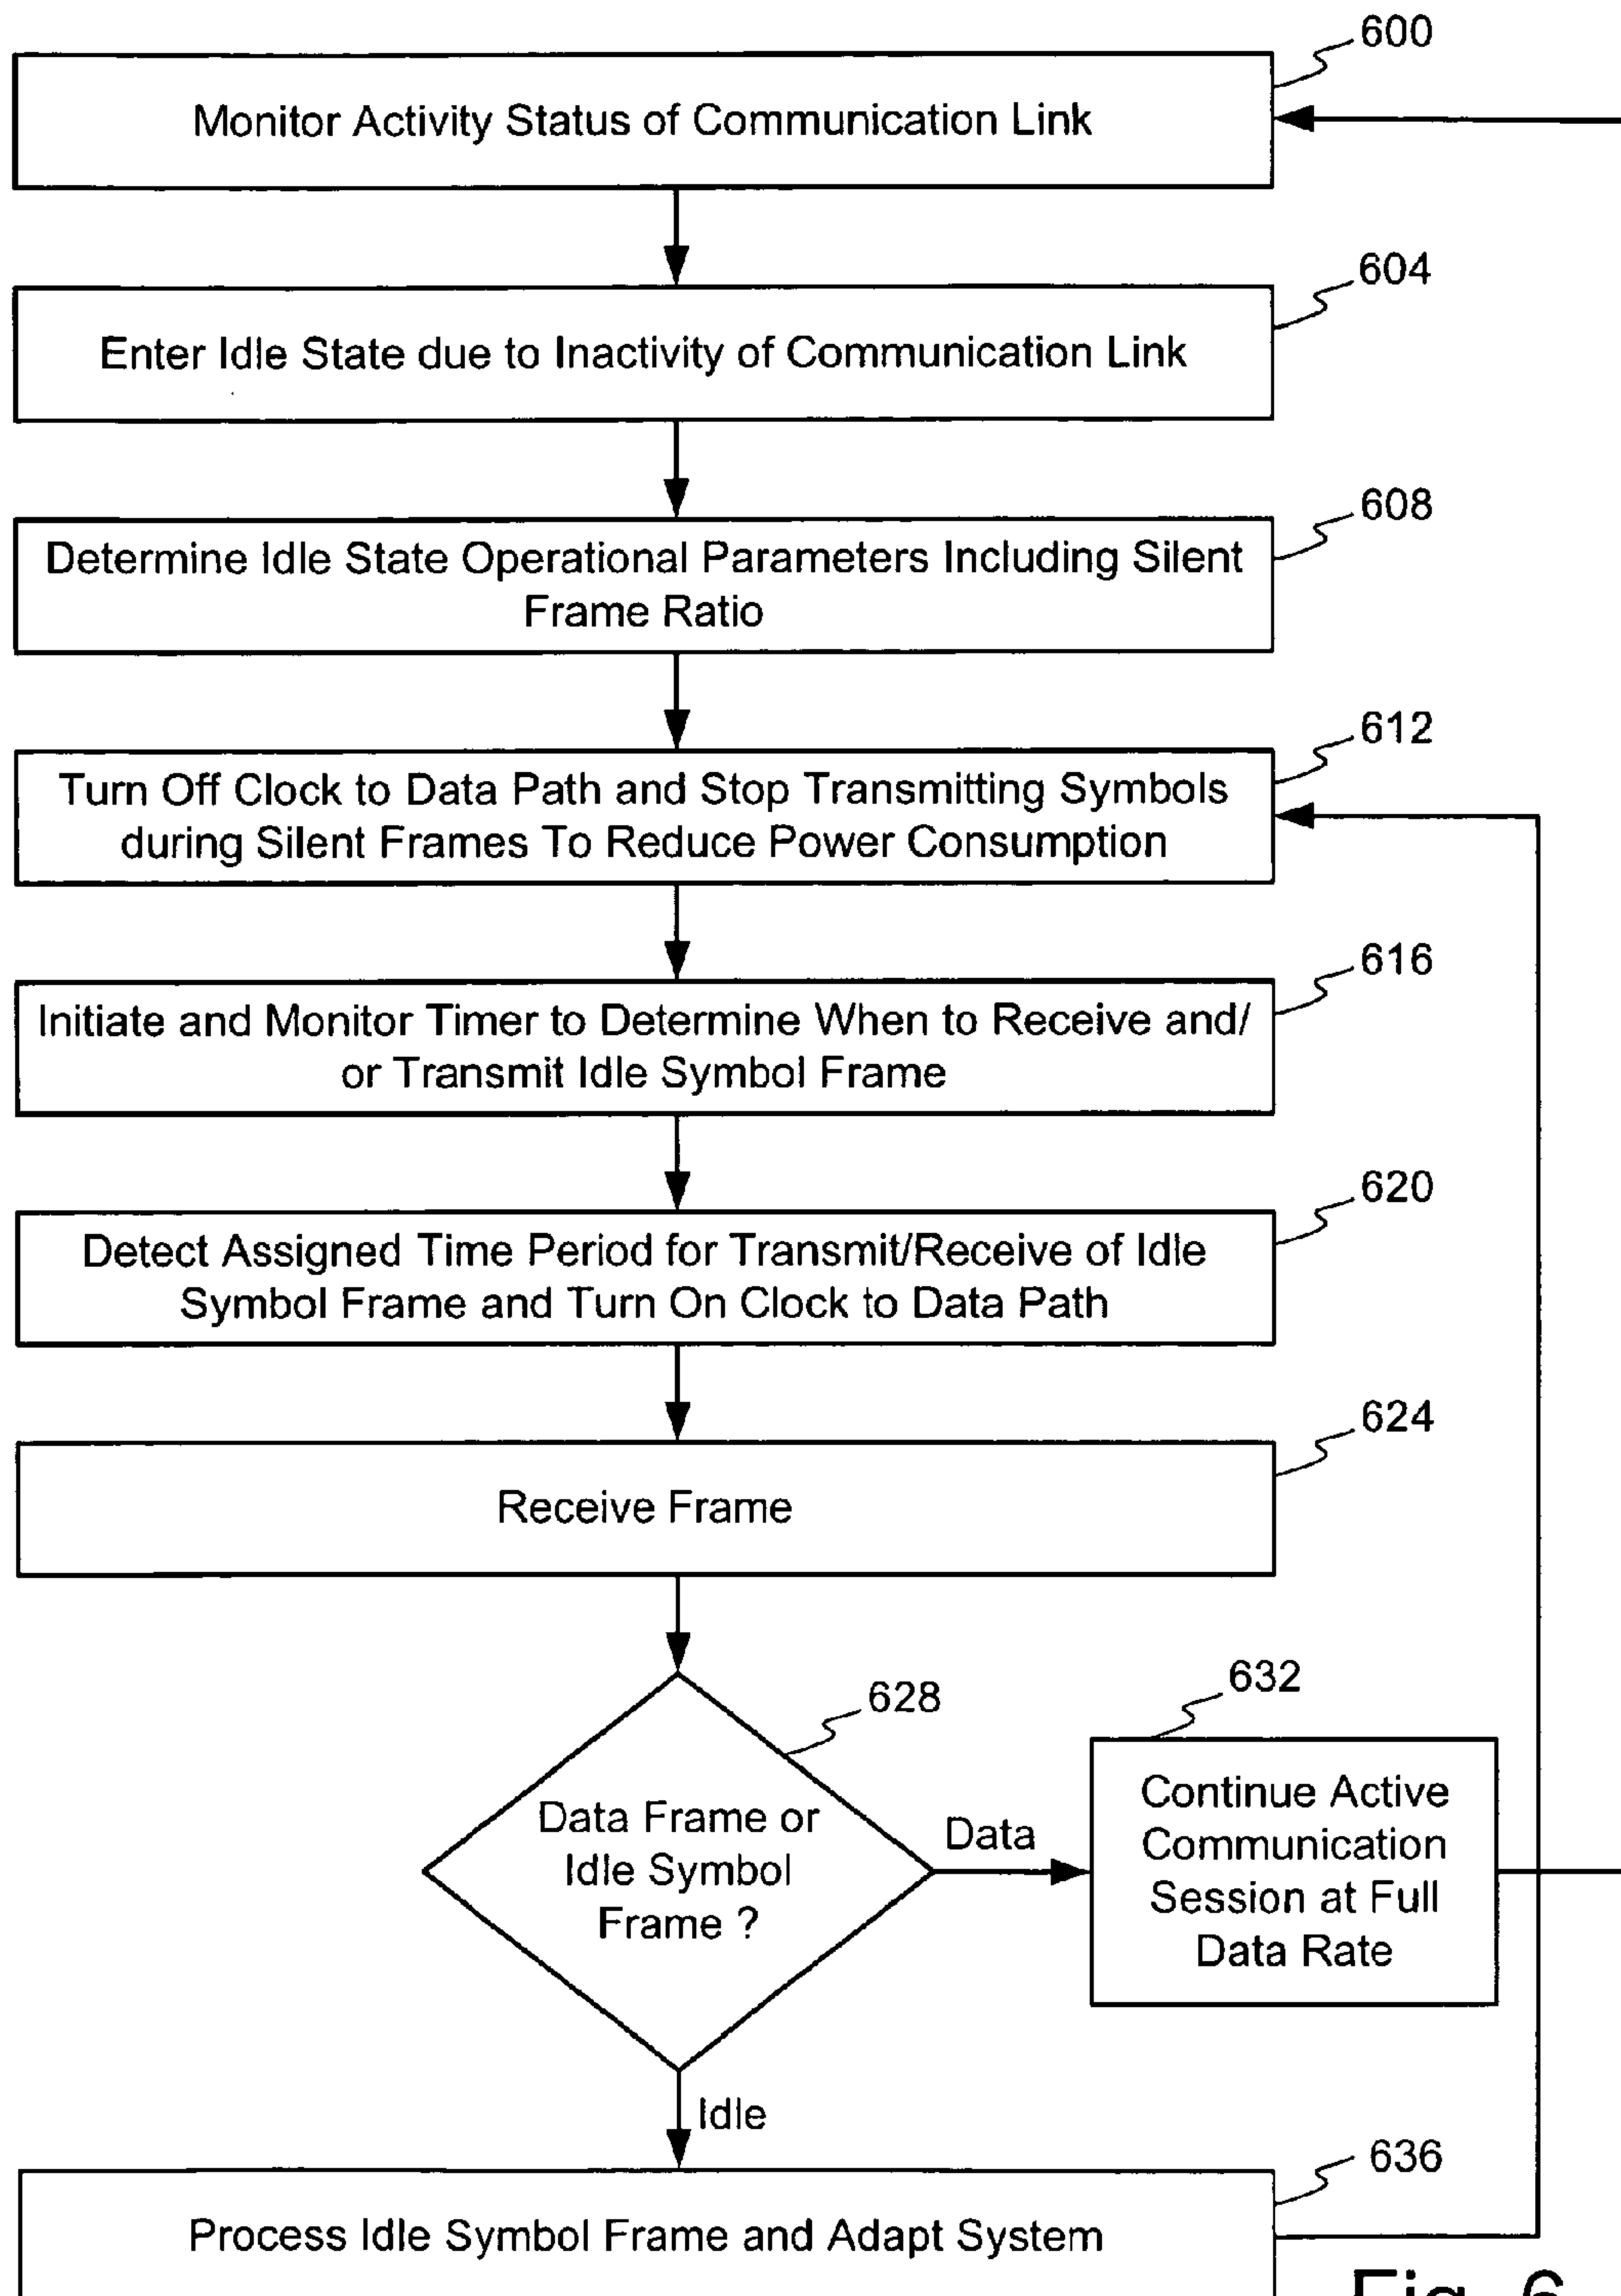 600
Monitor Activity Status of Communication Link
604
Enter Idle State due to Inactivity of Communication Link
608
Determine Idle State Operational Parameters Including Silent
Frame Ratio
612
Turn Off Clock to Data Path and Stop Transmitting Symbols
during Silent Frames To Reduce Power Consumption
616
Initiate and Monitor Timer to Determine When to Receive and/
or Transmit Idle Symbol Frame
620
Detect Assigned Time Period for Transmit/Receive of Idle
Symbol Frame and Turn On Clock to Data Path
624
Receive Frame
628
Data Frame or
Idle Symbol
Frame ?
Data
632
Continue Active
Communication
Session at Full
Data Rate
Idle
636
Process Idle Symbol Frame and Adapt System
Fig. 6